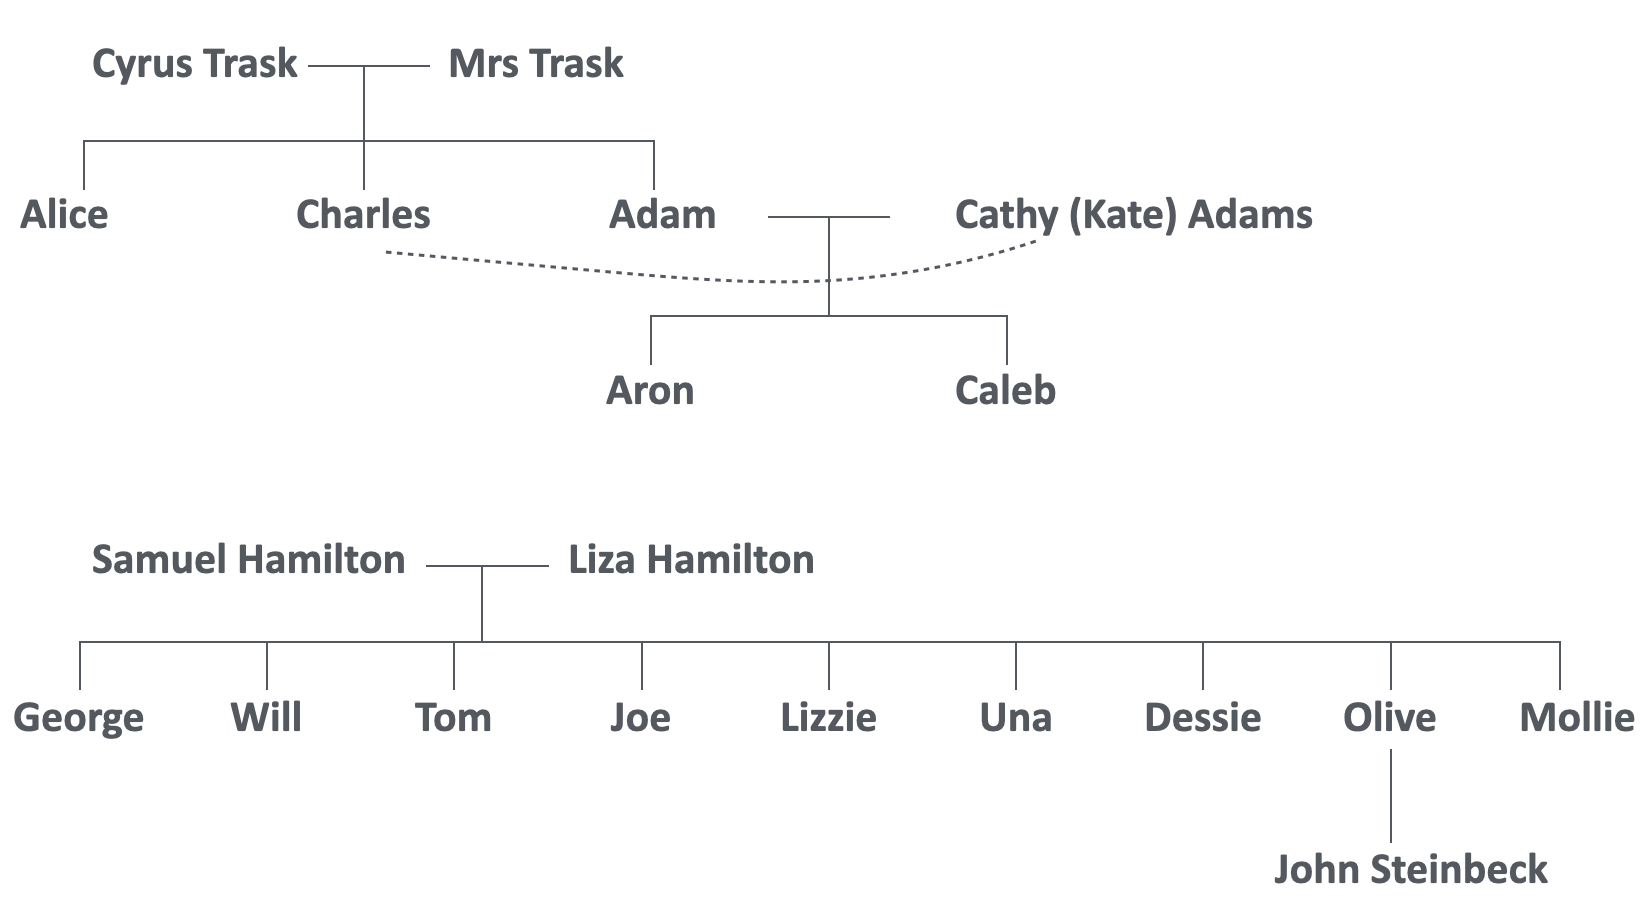 Cyrus Trask Mrs Trask
Alice Charles Adam Cathy (Kate) Adams
Aron Caleb
Samuel Hamilton Liza Hamilton
George Will Tom Joe Lizzie Una Dessie Olive Mollie
John Steinbeck